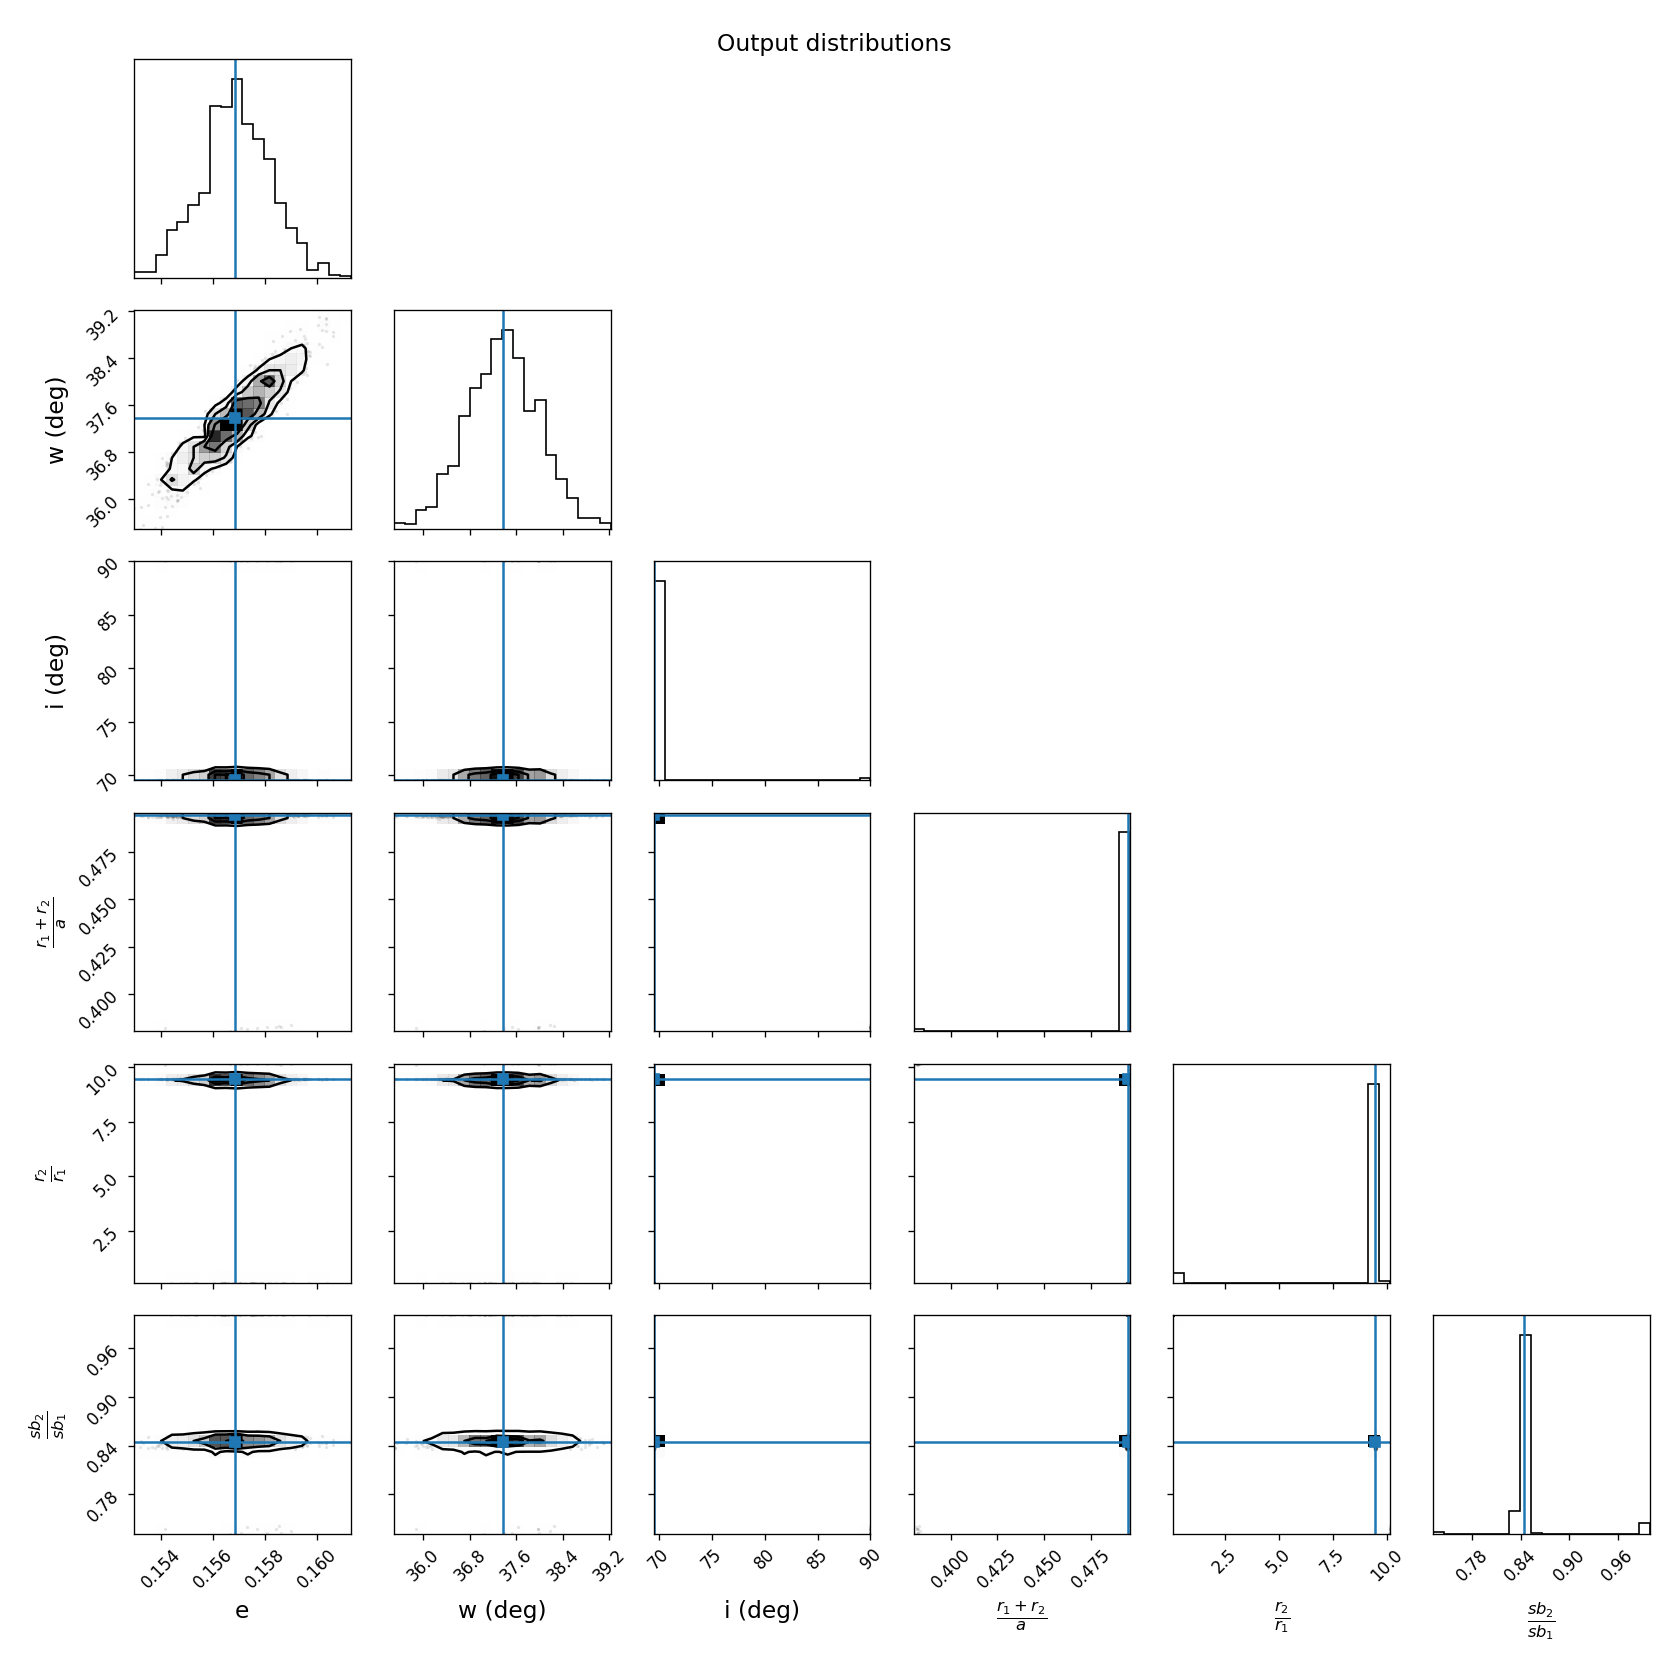 Output distributions
w (deg)
39.2
38.4
37.6
36.8
36.0
i (deg)
90
85
80
75
70
r₁ + r₂
a
0.475
0.450
0.425
0.400
r₂
r₁
10.0
7.5
5.0
2.5
sb₂
sb₁
0.96
0.90
0.84
0.78
0.154 0.156 0.158 0.160 36.0 36.8 37.6 38.4 39.2 70 75 80 85 90 0.400 0.425 0.450 0.475 2.5 5.0 7.5 10.0 0.78 0.84 0.90 0.96
e w (deg) i (deg) r₁ + r₂ r₂ sb₂
a r₁ sb₁